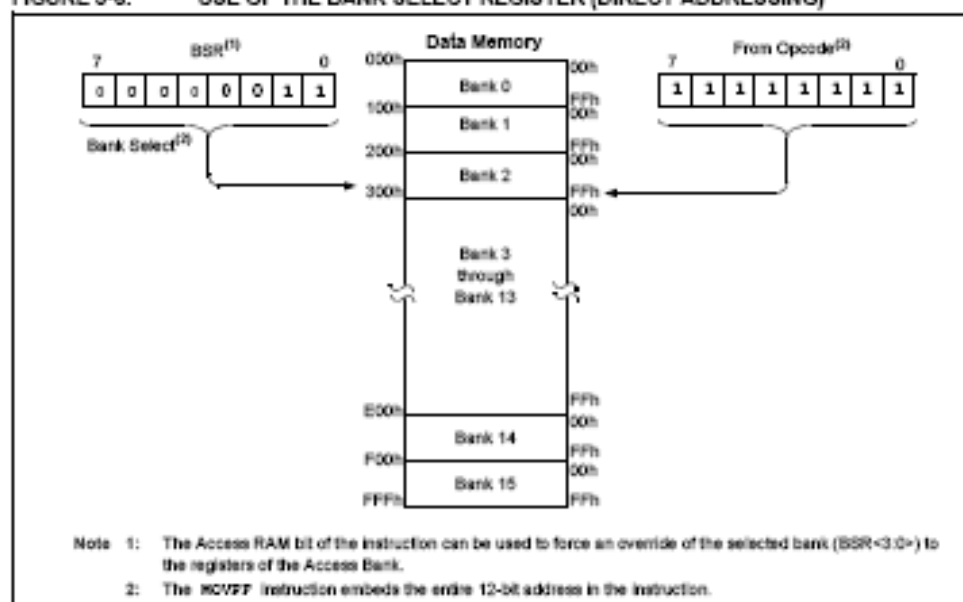 USE OF THE BANK SELECT REGISTER (DIRECT ADDRESSING)
BSR(1)
7 0
0 0 0 0 0 0 1 1
Bank Select(2)
Data Memory
From Opcode(2)
7 0
1 1 1 1 1 1 1 1
000h
00h
Bank 0
FFh
100h
00h
Bank 1
FFh
200h
00h
Bank 2
FFh
300h
00h
Bank 3
through
Bank 13
FFh
E00h
00h
Bank 14
FFh
F00h
00h
Bank 15
FFFh
FFh
Note 1: The Access RAM bit of the instruction can be used to force an override of the selected bank (BSR<3:0>) to
the registers of the Access Bank.
2: The MOVFF instruction embeds the entire 12-bit address in the instruction.